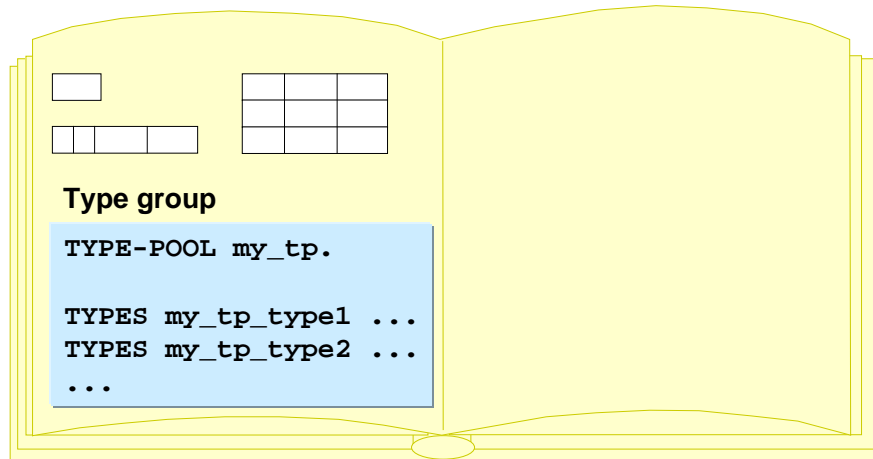 Type group
TYPE-POOL my_tp.
TYPES my_tp_type1 ...
TYPES my_tp_type2 ...
...